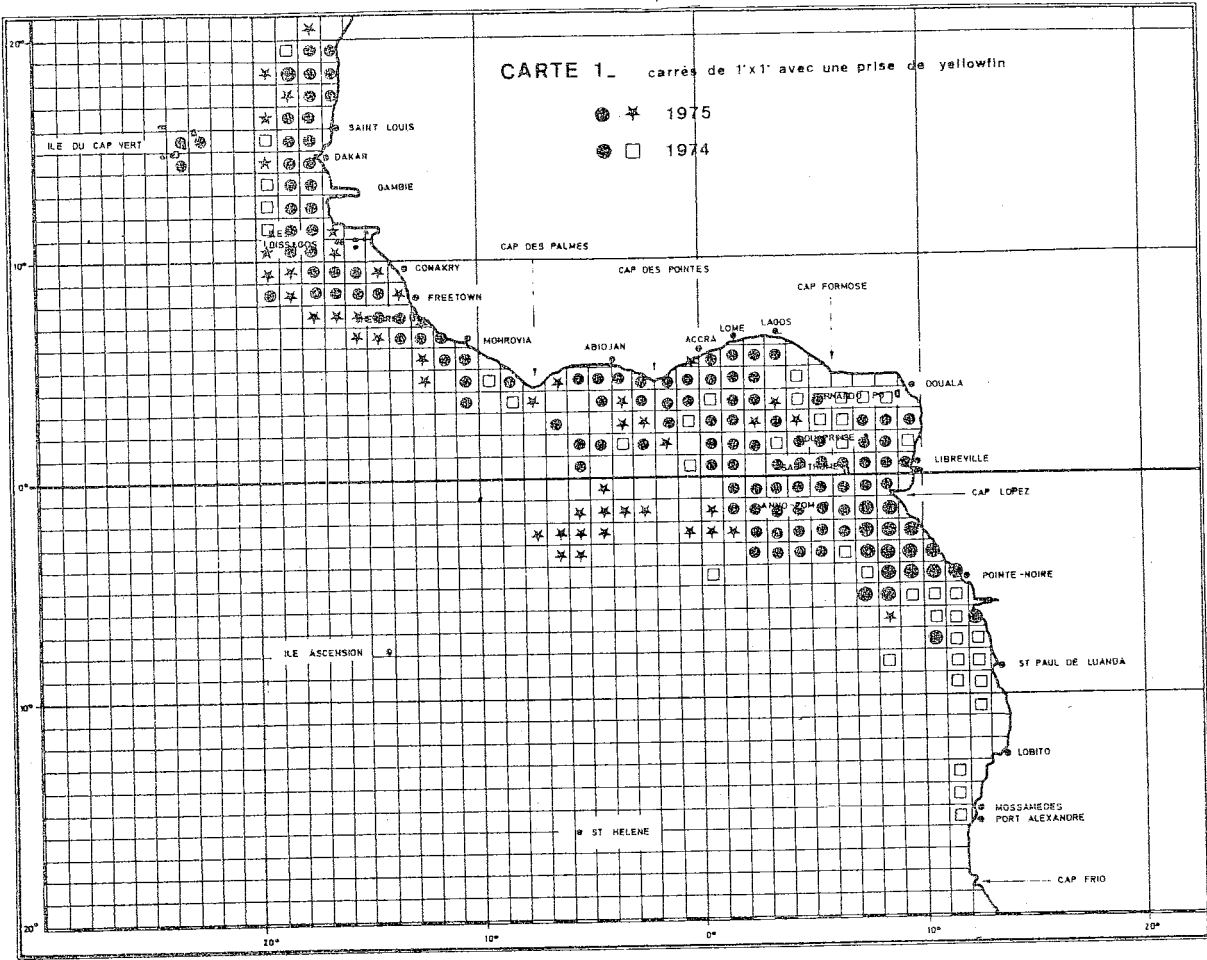 CARTE 1_ carrés de 1°x1° avec une prise de yellowfin
1975
1974
20°
ILE DU CAP VERT
SAINT LOUIS
DAKAR
GAMBIE
CAP DES PALMES
10°
CONAKRY
CAP DES POINTES
CAP FORMOSE
FREETOWN
MONROVIA
ABIDJAN
ACCRA
LOME
LAGOS
DOUALA
LIBREVILLE
0°
CAP LOPEZ
POINTE-NOIRE
ILE ASCENSION
ST PAUL DE LUANDA
10°
LOBITO
MOSSAMEDES
PORT ALEXANDRE
ST HELENE
CAP FRIO
20°
20° 10° 0° 10° 20°